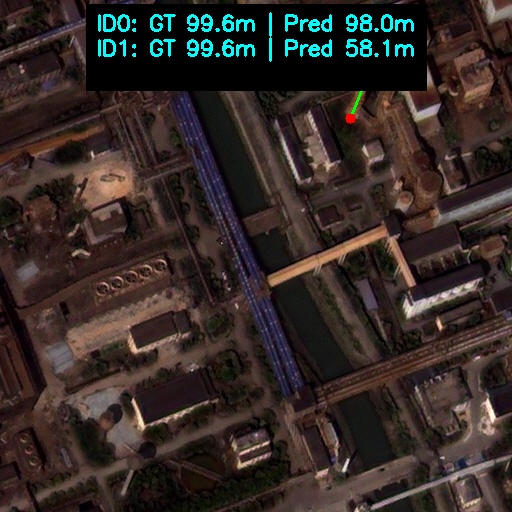 ID0: GT 99.6m | Pred 98.0m
ID1: GT 99.6m | Pred 58.1m